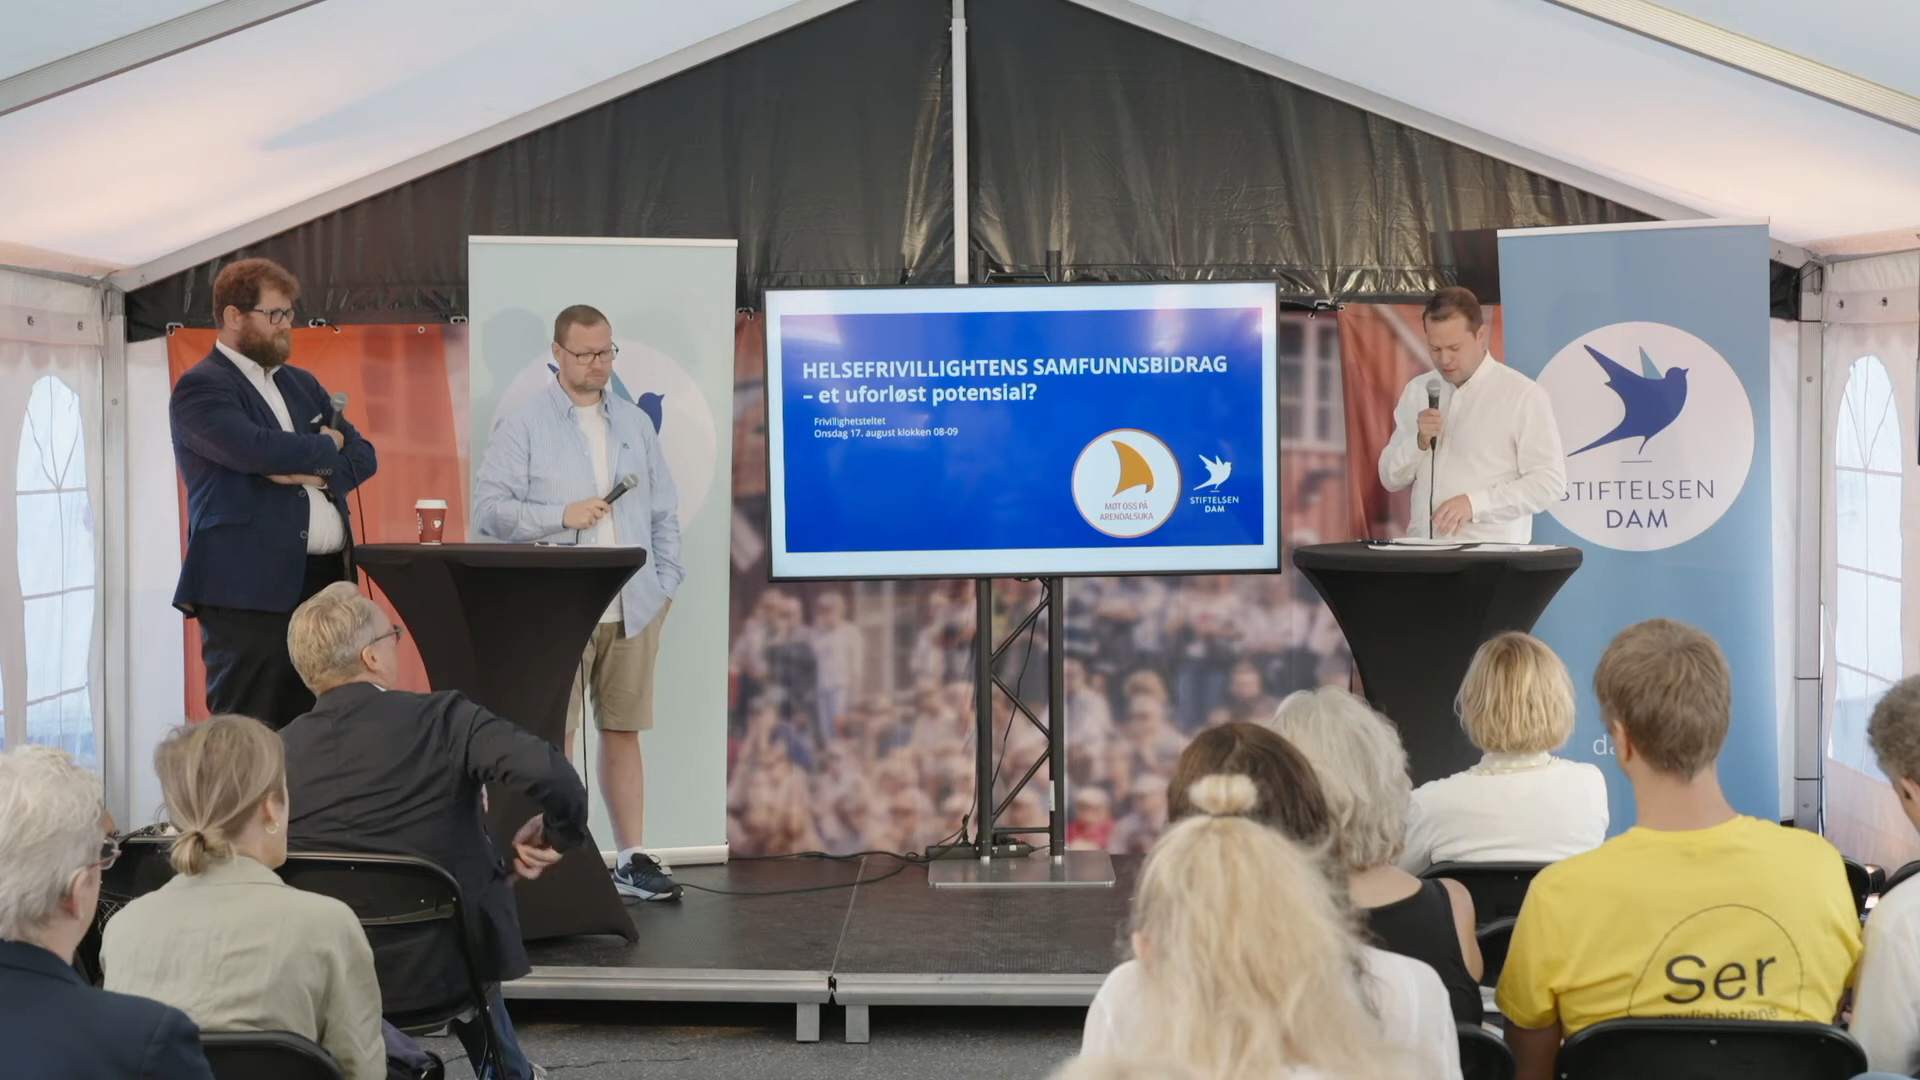 HELSEFRIVILLIGHTENS SAMFUNNSBIDRAG
– et uforløst potensial?
Frivillighetsteltet
Onsdag 17. august klokken 08-09
MØT OSS PÅ
ARENDALSUKA
STIFTELSEN
DAM
STIFTELSEN
DAM
Ser